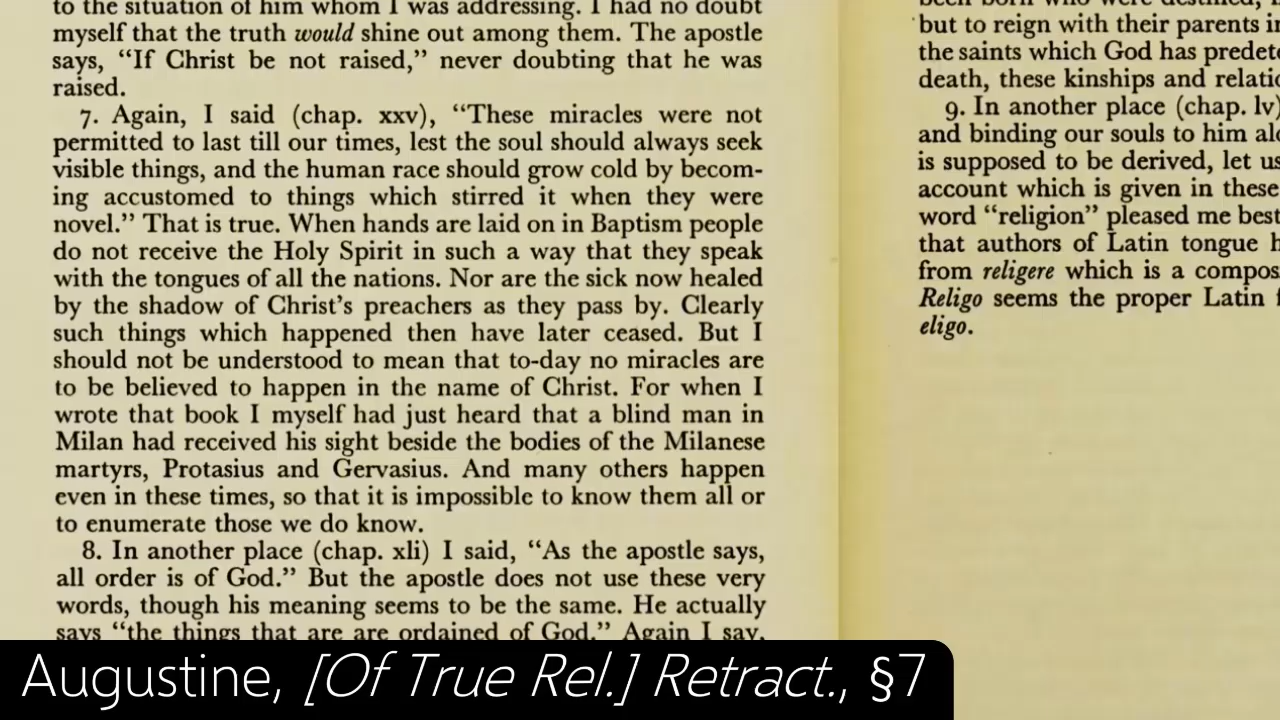 to the situation of him whom I was addressing. I had no doubt
myself that the truth would shine out among them. The apostle
says, “If Christ be not raised,” never doubting that he was
raised.
7. Again, I said (chap. xxv), “These miracles were not
permitted to last till our times, lest the soul should always seek
visible things, and the human race should grow cold by becom-
ing accustomed to things which stirred it when they were
novel.” That is true. When hands are laid on in Baptism people
do not receive the Holy Spirit in such a way that they speak
with the tongues of all the nations. Nor are the sick now healed
by the shadow of Christ’s preachers as they pass by. Clearly
such things which happened then have later ceased. But I
should not be understood to mean that to-day no miracles are
to be believed to happen in the name of Christ. For when I
wrote that book I myself had just heard that a blind man in
Milan had received his sight beside the bodies of the Milanese
martyrs, Protasius and Gervasius. And many others happen
even in these times, so that it is impossible to know them all or
to enumerate those we do know.
8. In another place (chap. xli) I said, “As the apostle says,
all order is of God.” But the apostle does not use these very
words, though his meaning seems to be the same. He actually
says “the things that are are ordained of God.” Again I say,
been born who were destined,
but to reign with their parents
the saints which God has
death, these kinships and
9. In another place (chap. lv)
and binding our souls to him
is supposed to be derived, let us
account which is given in these
word “religion” pleased me best
that authors of Latin tongue
from religere which is a
Religo seems the proper Latin
eligo.
Augustine, [Of True Rel.] Retract., §7